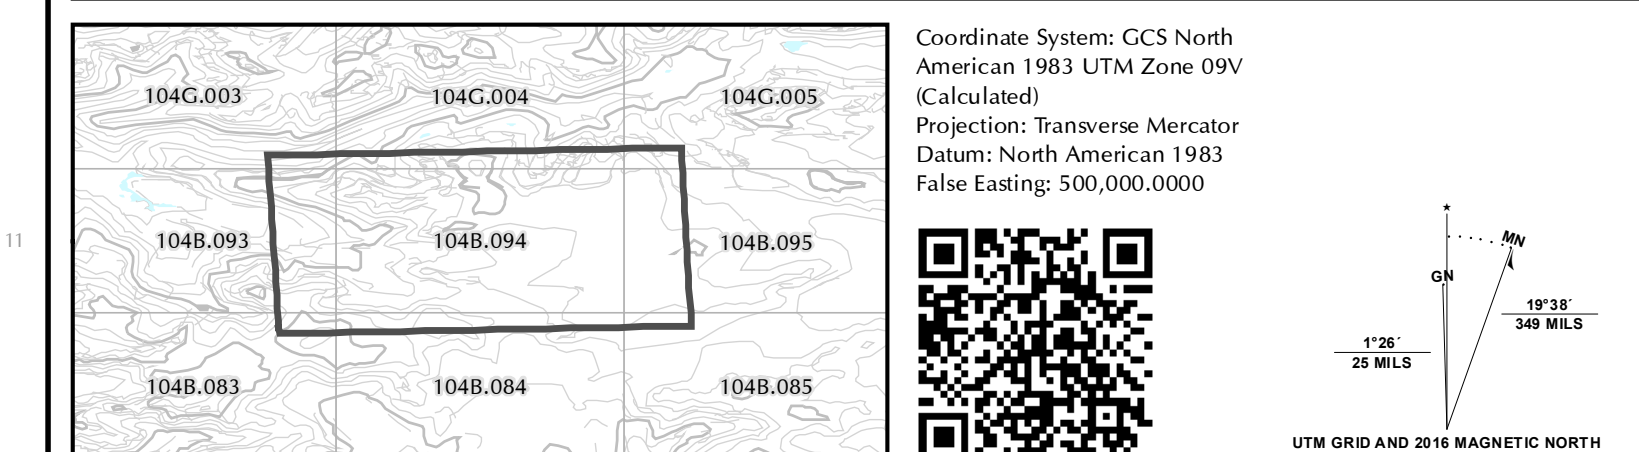 11
104G.003
104G.004
104G.005
104B.093
104B.094
104B.095
104B.083
104B.084
104B.085
Coordinate System: GCS North
American 1983 UTM Zone 09V
(Calculated)
Projection: Transverse Mercator
Datum: North American 1983
False Easting: 500,000.0000
MN
GN
19°38´
349 MILS
1°26´
25 MILS
UTM GRID AND 2016 MAGNETIC NORTH